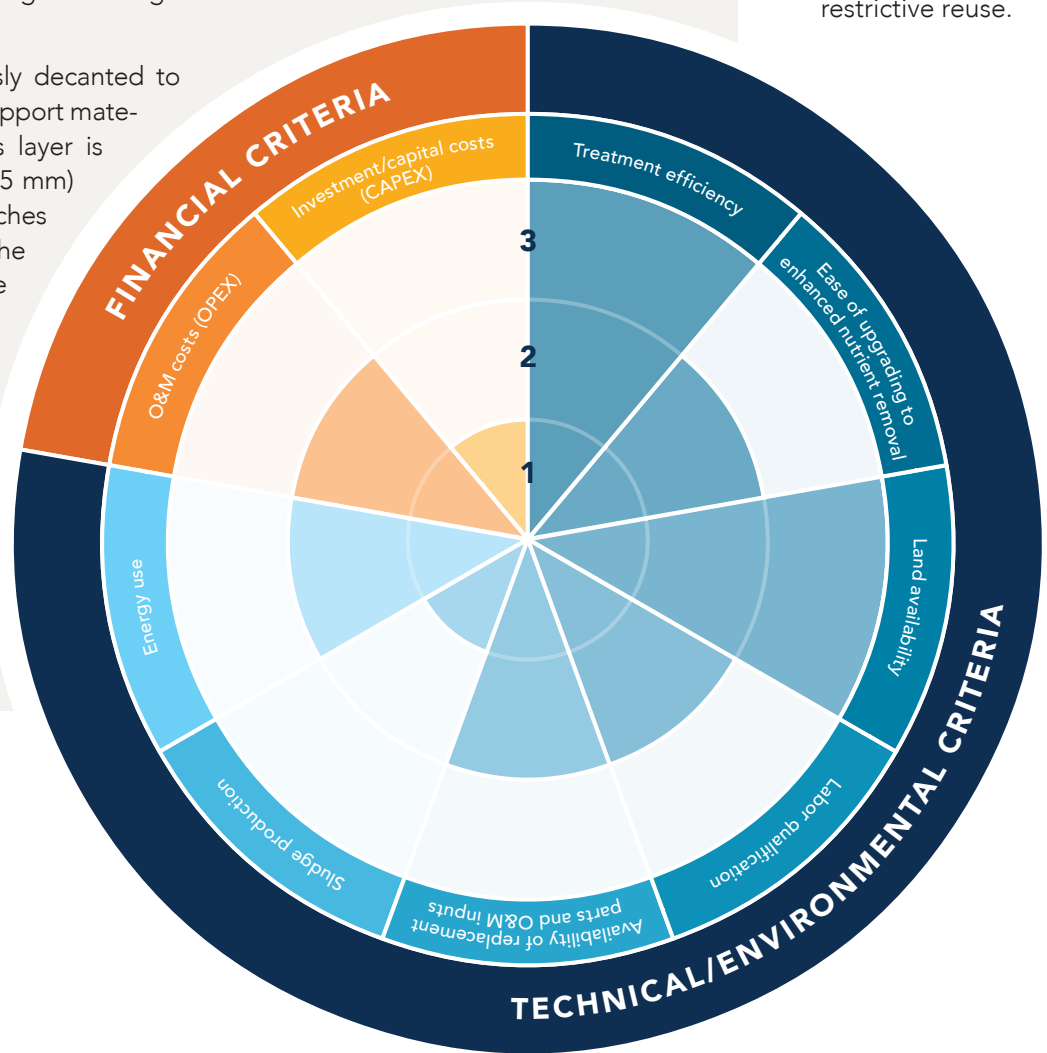 restrictive reuse.
sly decanted to
pport mate-
s layer is
5 mm)
ches
he
e
FINANCIAL CRITERIA
Investment/capital costs
(CAPEX)
O&M costs (OPEX)
Treatment efficiency
Ease of upgrading to
enhanced nutrient removal
Land availability
Labor qualification
Availability of replacement
parts and O&M inputs
Sludge production
Energy use
TECHNICAL/ENVIRONMENTAL CRITERIA
3
2
1